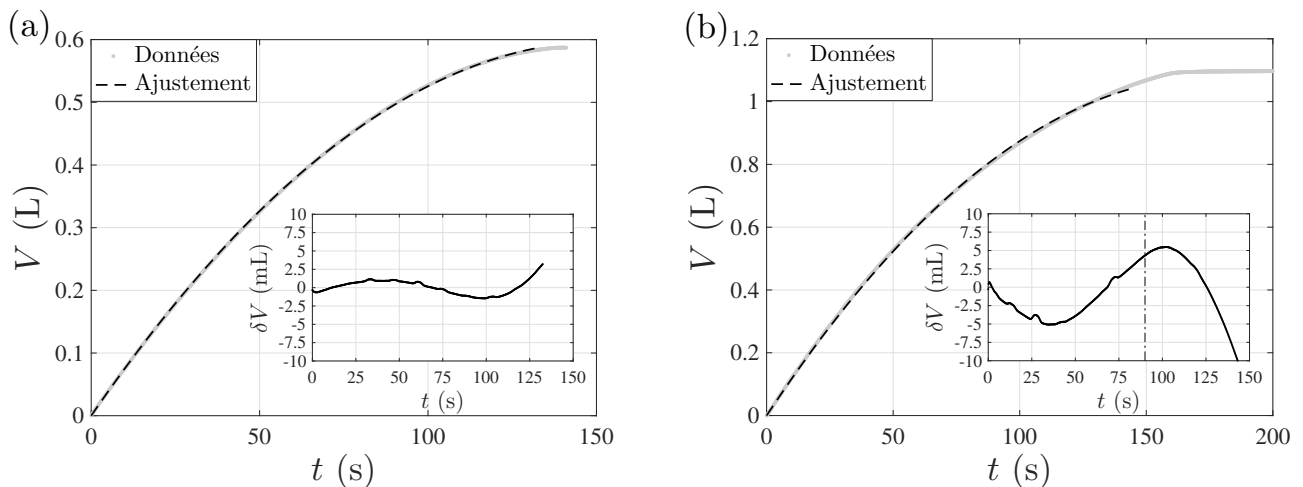 (a)
0.6
0.5
0.4
0.3
0.2
0.1
0
V (L)
Données
Ajustement
10
7.5
5
2.5
0
-2.5
-5
-7.5
-10
δV (mL)
0 25 50 75 100 125 150
t (s)
0 50 100 150
t (s)
(b)
1.2
1
0.8
0.6
0.4
0.2
0
V (L)
Données
Ajustement
10
7.5
5
2.5
0
-2.5
-5
-7.5
-10
δV (mL)
0 25 50 75 100 125 150
t (s)
0 50 100 150 200
t (s)